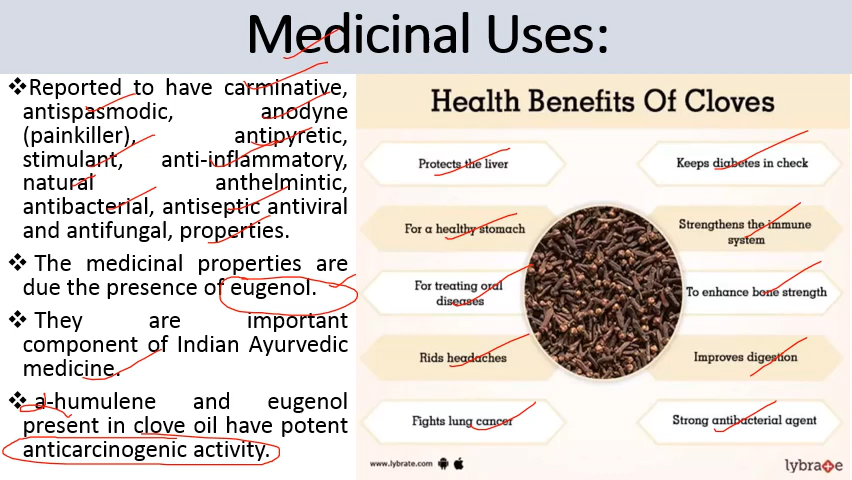 Medicinal Uses:
❖Reported to have carminative,
antispasmodic, anodyne
(painkiller), antipyretic,
stimulant, anti-inflammatory,
natural anthelmintic,
antibacterial, antiseptic antiviral
and antifungal, properties.
❖ The medicinal properties are
due the presence of eugenol.
❖ They are important
component of Indian Ayurvedic
medicine.
❖ a-humulene and eugenol
present in clove oil have potent
anticarcinogenic activity.
Health Benefits Of Cloves
Protects the liver
Keeps diabetes in check
For a healthy stomach
Strengthens the immune
system
For treating oral
diseases
To enhance bone strength
Rids headaches
Improves digestion
Fights lung cancer
Strong antibacterial agent
www.lybrate.com
lybrate